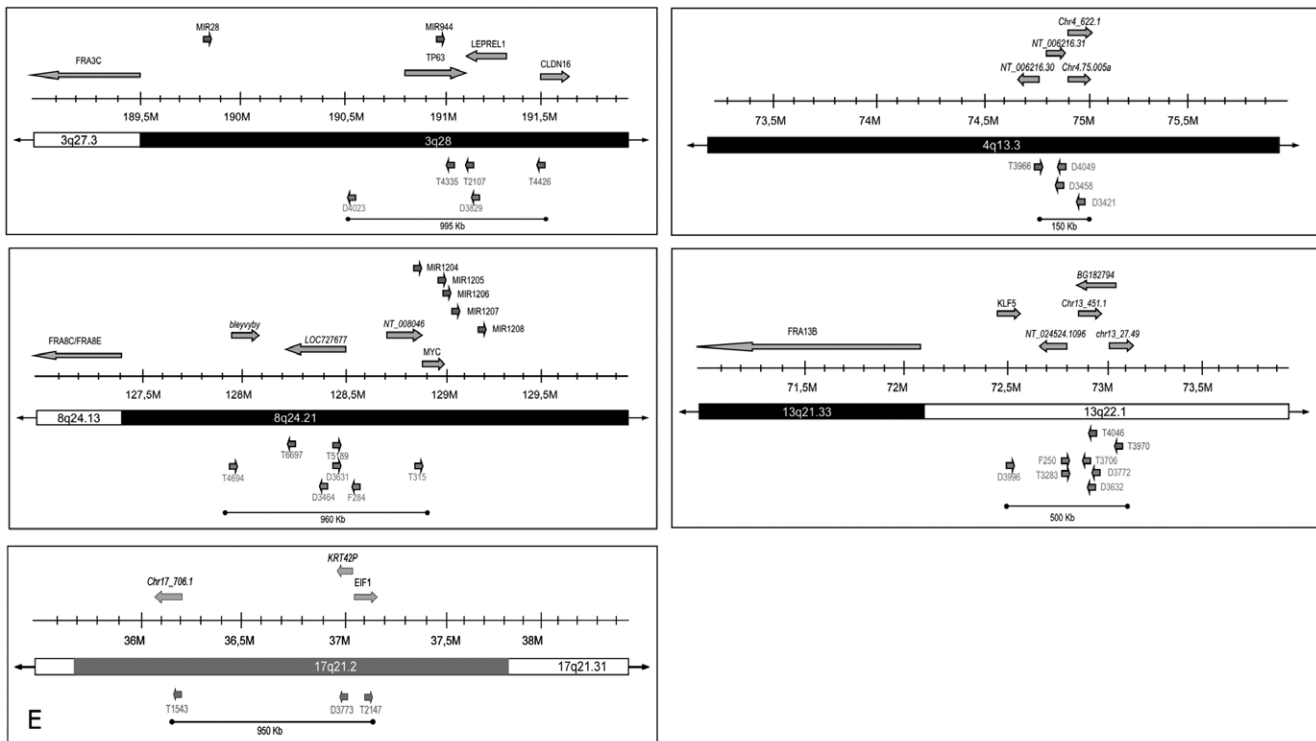 MIR28
MIR944
LEPREL1
FRA3C
TP63
CLDN16
189,5M 190M 190,5M 191M 191,5M
3q27.3 3q28
T4335 T2107 T4426
D4023 D3829
995 Kb
Chr4_622.1
NT_006216.31
NT_006216.30 Chr4.75.005a
73,5M 74M 74,5M 75M 75,5M
4q13.3
T3966 D4049
D3458
D3421
150 Kb
MIR1204
MIR1205
MIR1206
MIR1207
MIR1208
bleyvyby NT_008046
FRA8C/FRA8E LOC727677
MYC
127,5M 128M 128,5M 129M 129,5M
8q24.13 8q24.21
T6697 T5189
T4694 D3631 T315
D3464 F284
960 Kb
BG182794
KLF5 Chr13_451.1
FRA13B NT_024524.1096 chr13_27.49
71,5M 72M 72,5M 73M 73,5M
13q21.33 13q22.1
T4046
T3970
D3996 F250 T3706
T3283 D3772
D3632
500 Kb
KRT42P
Chr17_706.1 EIF1
36M 36,5M 37M 37,5M 38M
17q21.2 17q21.31
T1543 D3773 T2147
950 Kb
E